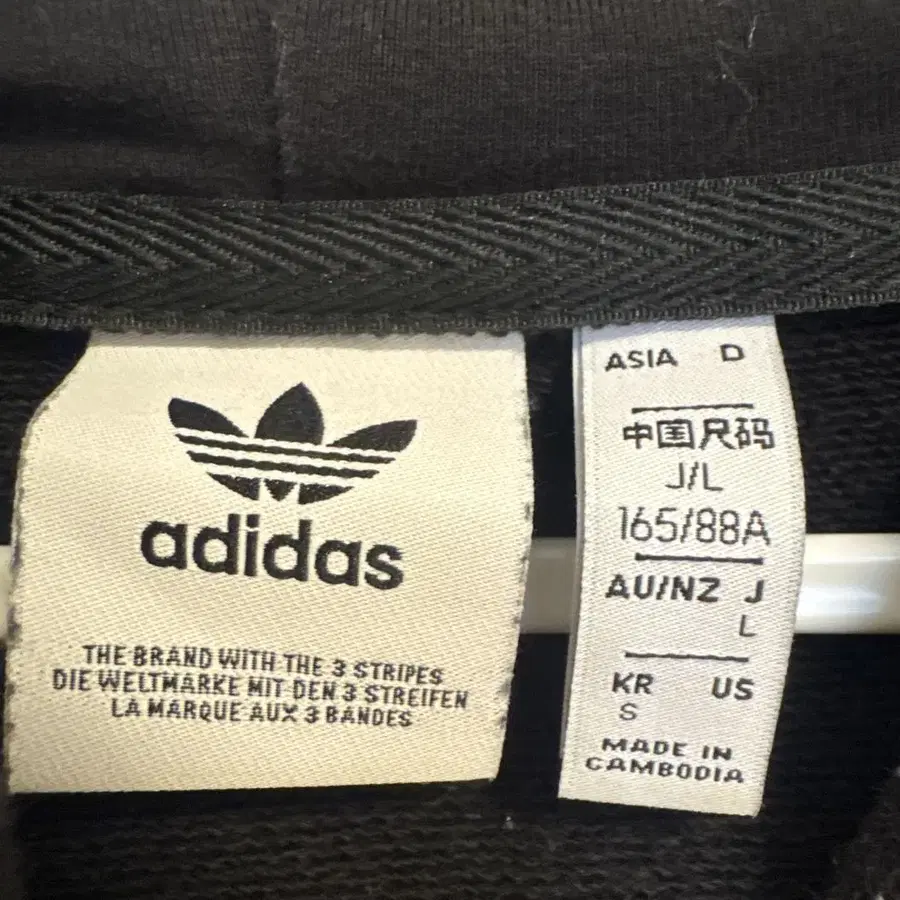 adidas
THE BRAND WITH THE 3 STRIPES
DIE WELTMARKE MIT DEN 3 STREIFEN
LA MARQUE AUX 3 BANDES
ASIA D
中国尺码
J/L
165/88A
AU/NZ J
L
KR US
S
MADE IN
CAMBODIA